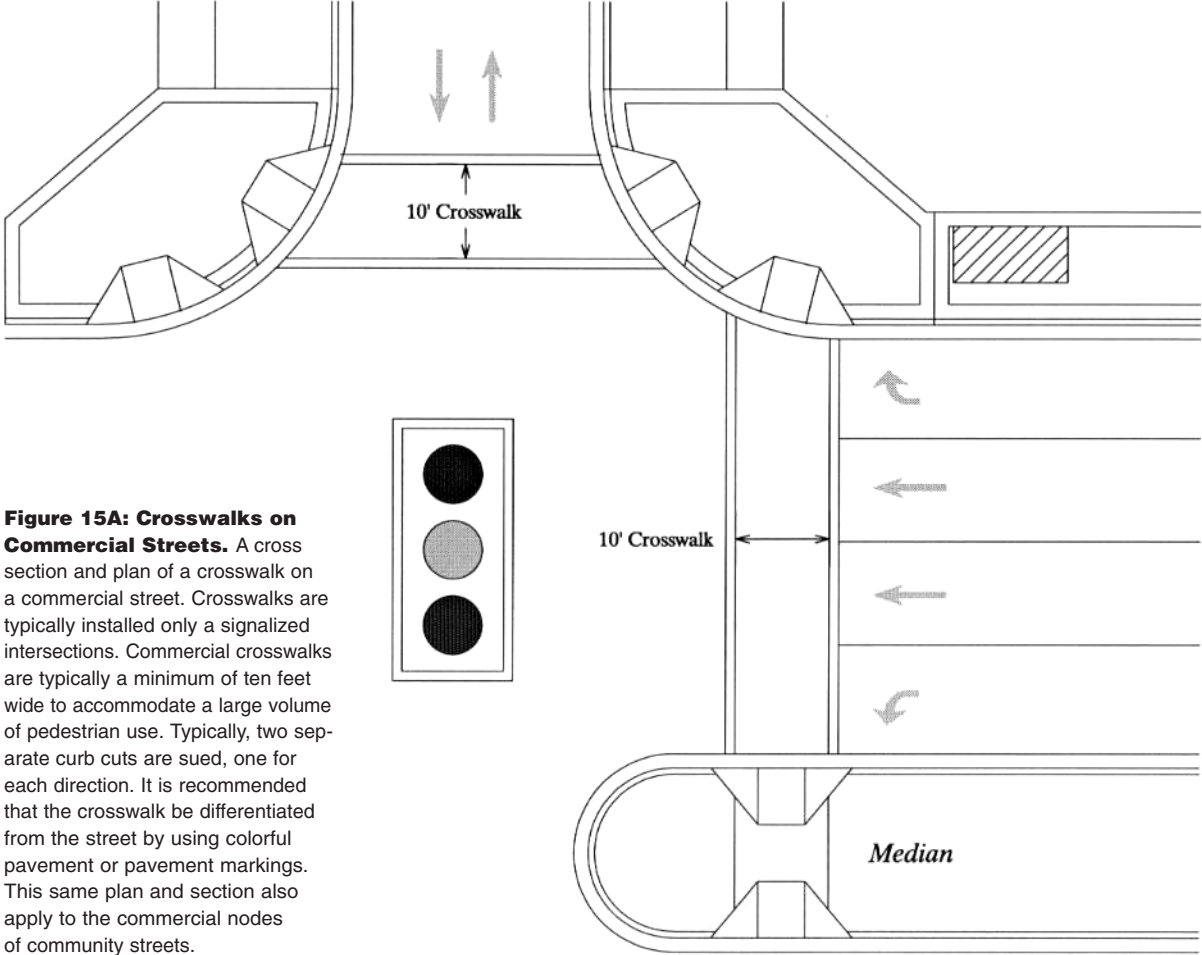 10' Crosswalk
10' Crosswalk
Figure 15A: Crosswalks on
Commercial Streets. A cross
section and plan of a crosswalk on
a commercial street. Crosswalks are
typically installed only a signalized
intersections. Commercial crosswalks
are typically a minimum of ten feet
wide to accommodate a large volume
of pedestrian use. Typically, two sep-
arate curb cuts are sued, one for
each direction. It is recommended
that the crosswalk be differentiated
from the street by using colorful
pavement or pavement markings.
This same plan and section also
apply to the commercial nodes
of community streets.
Median